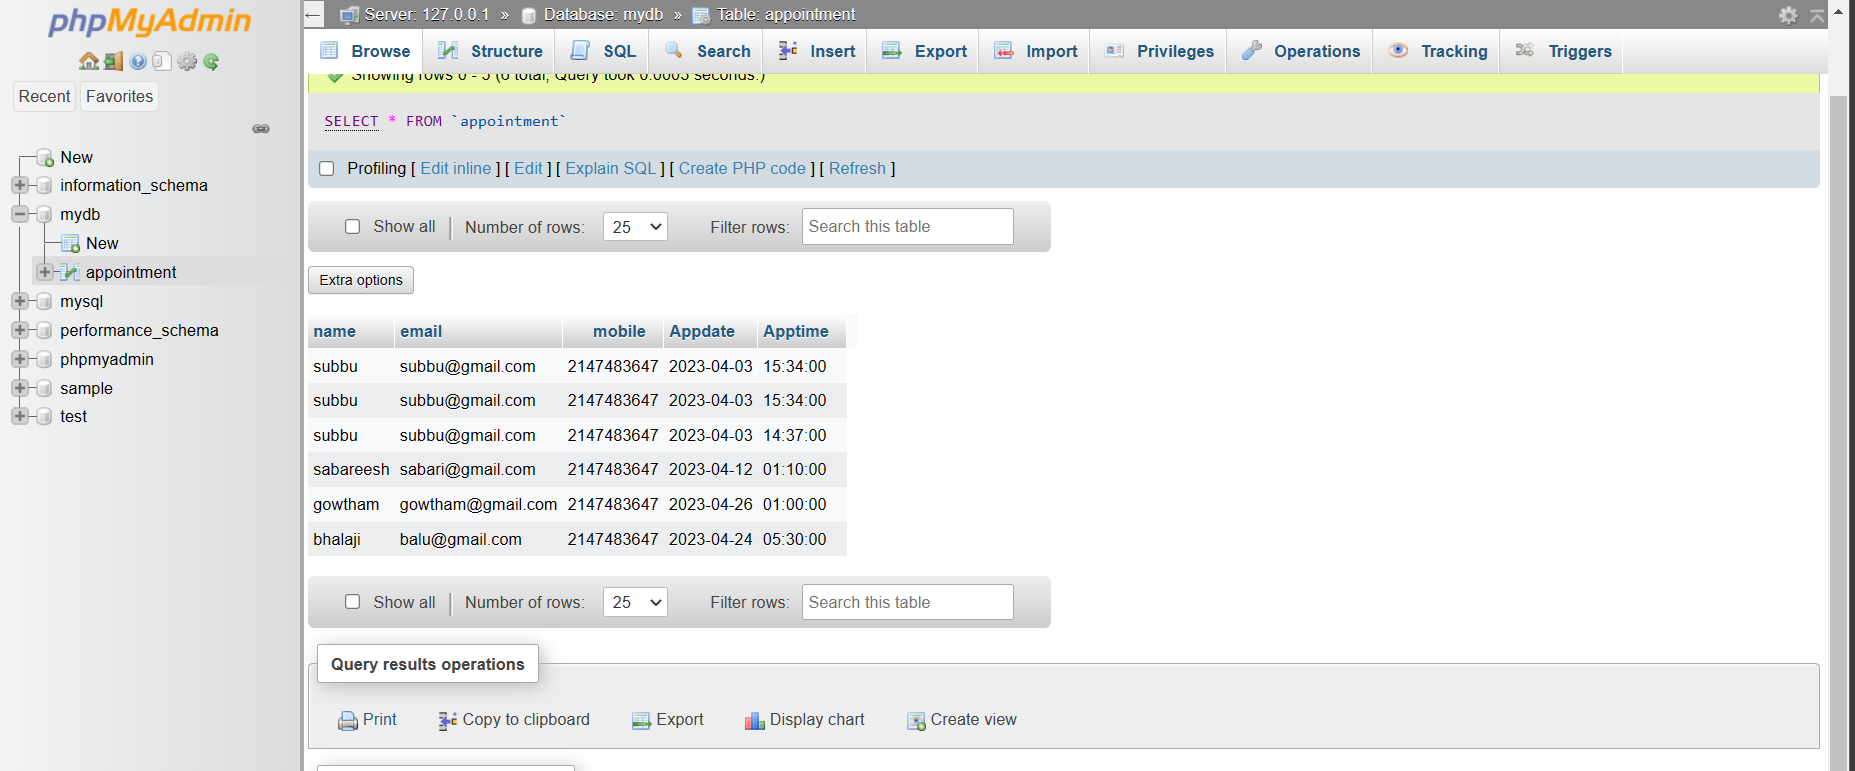 phpMyAdmin
Recent Favorites
New
information_schema
mydb
New
appointment
mysql
performance_schema
phpmyadmin
sample
test
Server: 127.0.0.1 » Database: mydb » Table: appointment
Browse Structure SQL Search Insert Export Import Privileges Operations Tracking Triggers
Showing rows 0 - 5 (6 total, Query took 0.0003 seconds.)
SELECT * FROM `appointment`
Profiling [ Edit inline ] [ Edit ] [ Explain SQL ] [ Create PHP code ] [ Refresh ]
Show all Number of rows: 25 Filter rows: Search this table
Extra options
name email mobile Appdate Apptime
subbu subbu@gmail.com 2147483647 2023-04-03 15:34:00
subbu subbu@gmail.com 2147483647 2023-04-03 15:34:00
subbu subbu@gmail.com 2147483647 2023-04-03 14:37:00
sabareesh sabari@gmail.com 2147483647 2023-04-12 01:10:00
gowtham gowtham@gmail.com 2147483647 2023-04-26 01:00:00
bhalaji balu@gmail.com 2147483647 2023-04-24 05:30:00
Show all Number of rows: 25 Filter rows: Search this table
Query results operations
Print Copy to clipboard Export Display chart Create view